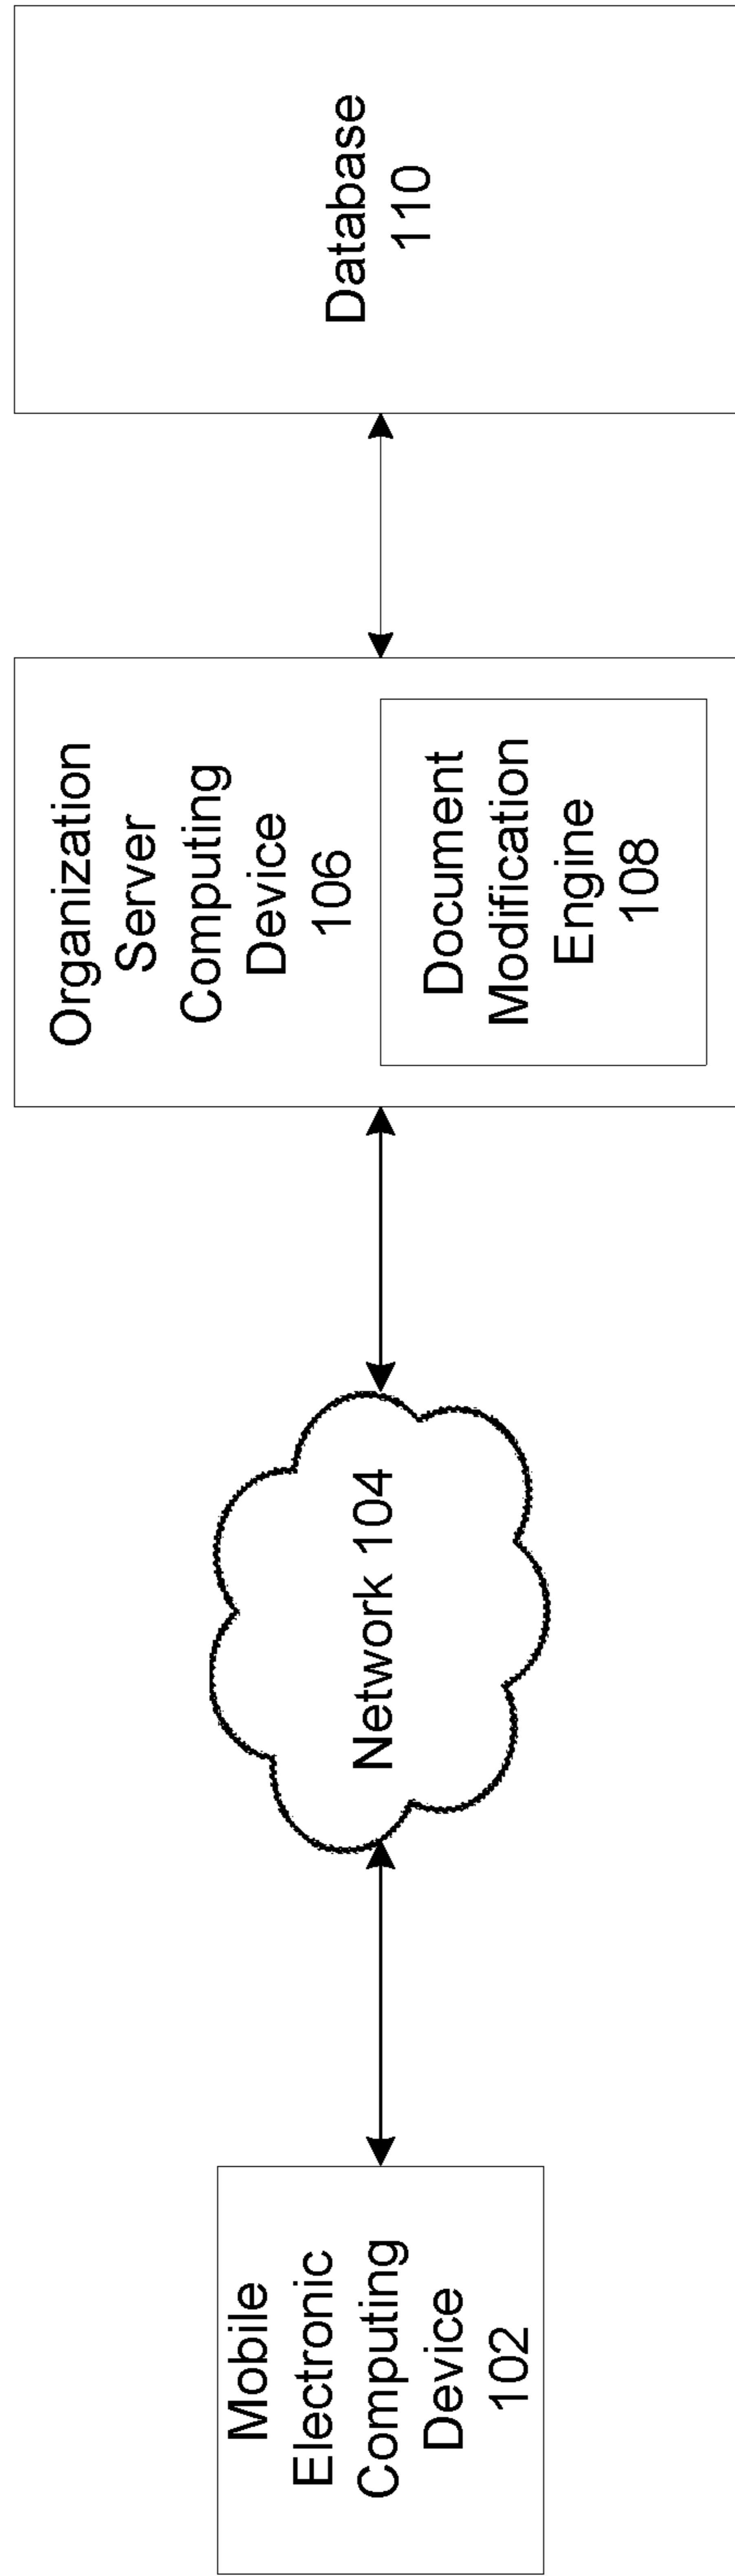 Mobile
Electronic
Computing
Device
102
Network 104
Organization
Server
Computing
Device
106
Document
Modification
Engine
108
Database
110